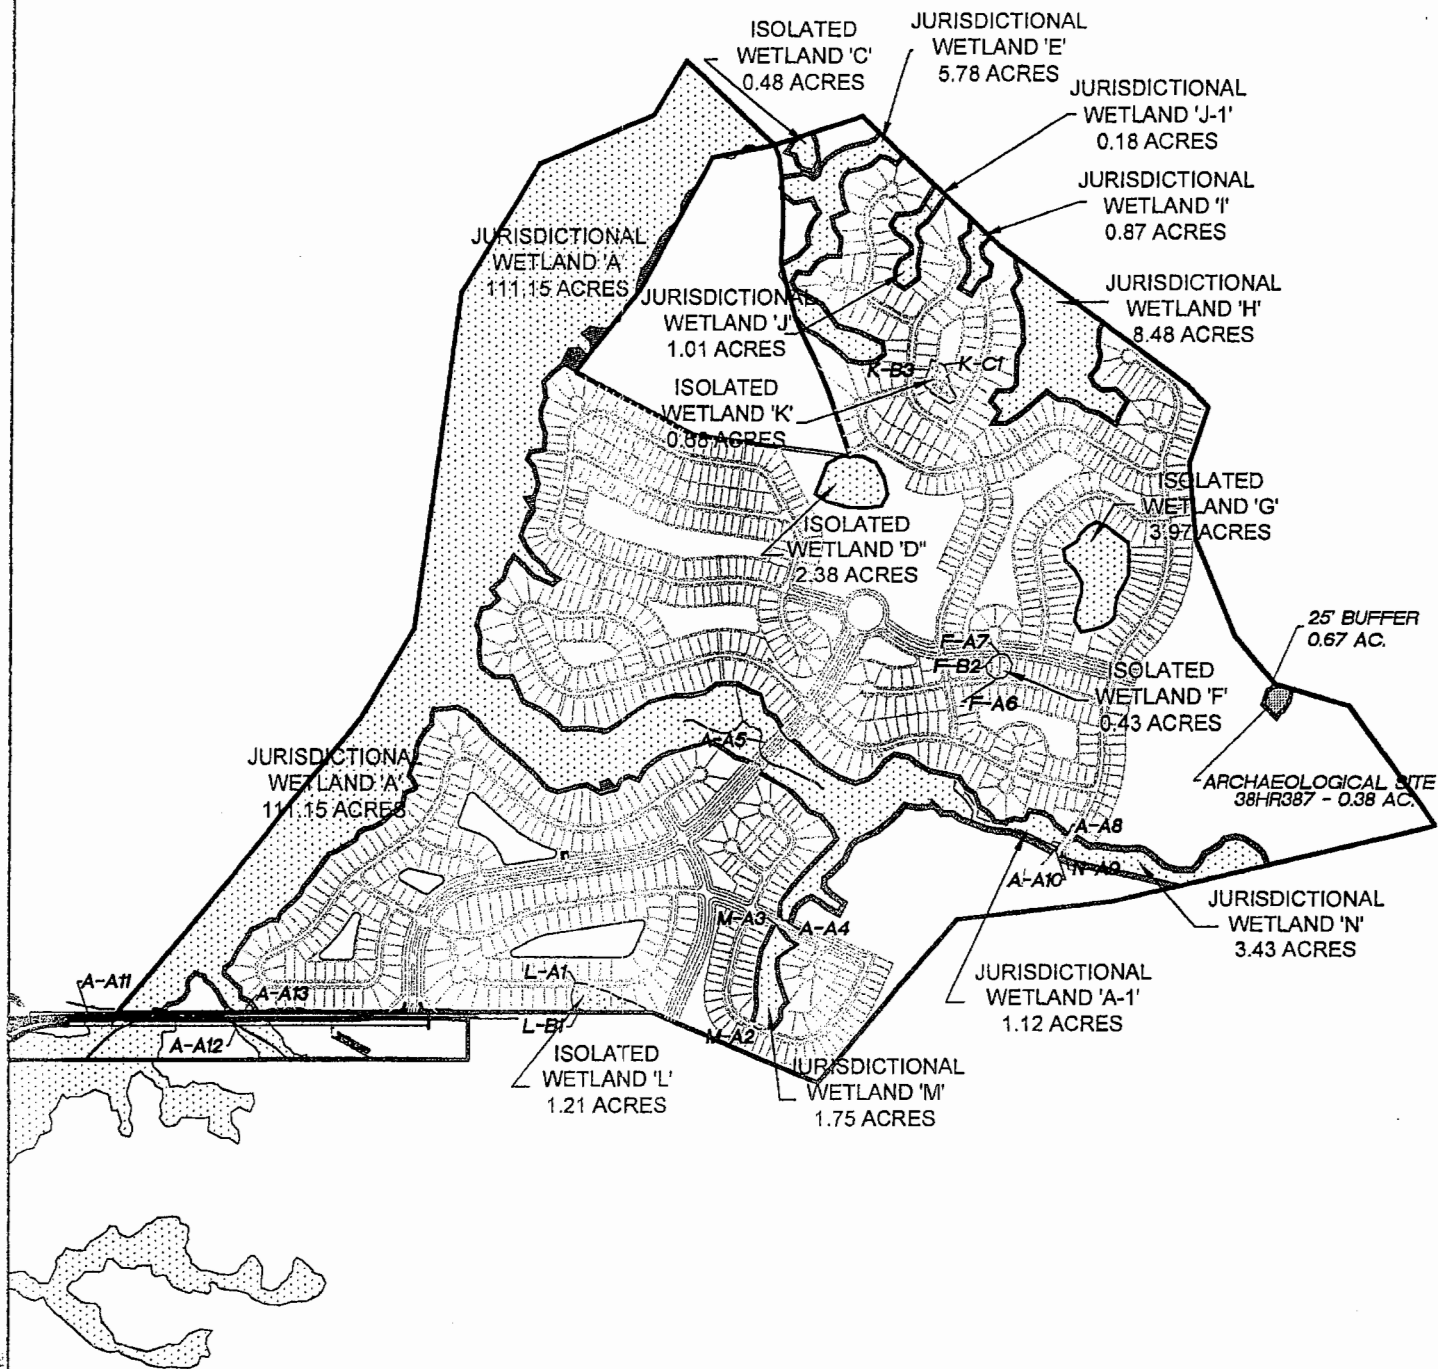 ISOLATED
WETLAND 'C'
0.48 ACRES
JURISDICTIONAL
WETLAND 'E'
5.78 ACRES
JURISDICTIONAL
WETLAND 'J-1'
0.18 ACRES
JURISDICTIONAL
WETLAND 'I'
0.87 ACRES
JURISDICTIONAL
WETLAND 'A'
111.15 ACRES
JURISDICTIONAL
WETLAND 'J'
1.01 ACRES
JURISDICTIONAL
WETLAND 'H'
8.48 ACRES
K-B3
K-C1
ISOLATED
WETLAND 'K'
ACRES
ISOLATED
WETLAND 'G'
3.97 ACRES
ISOLATED
WETLAND 'D"
2.38 ACRES
25' BUFFER
0.67 AC.
F-A7
F-B2
F-A6
ISOLATED
WETLAND 'F'
0.43 ACRES
A-A5
JURISDICTIONAL
WETLAND 'A'
111.15 ACRES
ARCHAEOLOGICAL SITE
38HR387 - 0.38 AC.
A-A8
A-A10
N-A9
JURISDICTIONAL
WETLAND 'N'
3.43 ACRES
M-A3
A-A4
L-A1
JURISDICTIONAL
WETLAND 'A-1'
1.12 ACRES
A-A11
A-A13
A-A12
L-B1
M-A2
ISOLATED
WETLAND 'L'
1.21 ACRES
JURISDICTIONAL
WETLAND 'M'
1.75 ACRES